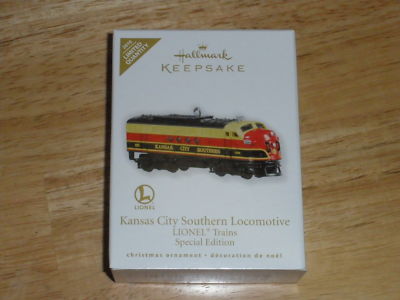 2010
LIMITED
QUANTITY
Hallmark
KEEPSAKE
KANSAS CITY SOUTHERN
L
LIONEL
Kansas City Southern Locomotive
LIONEL® Trains
Special Edition
christmas ornament • décoration de noël